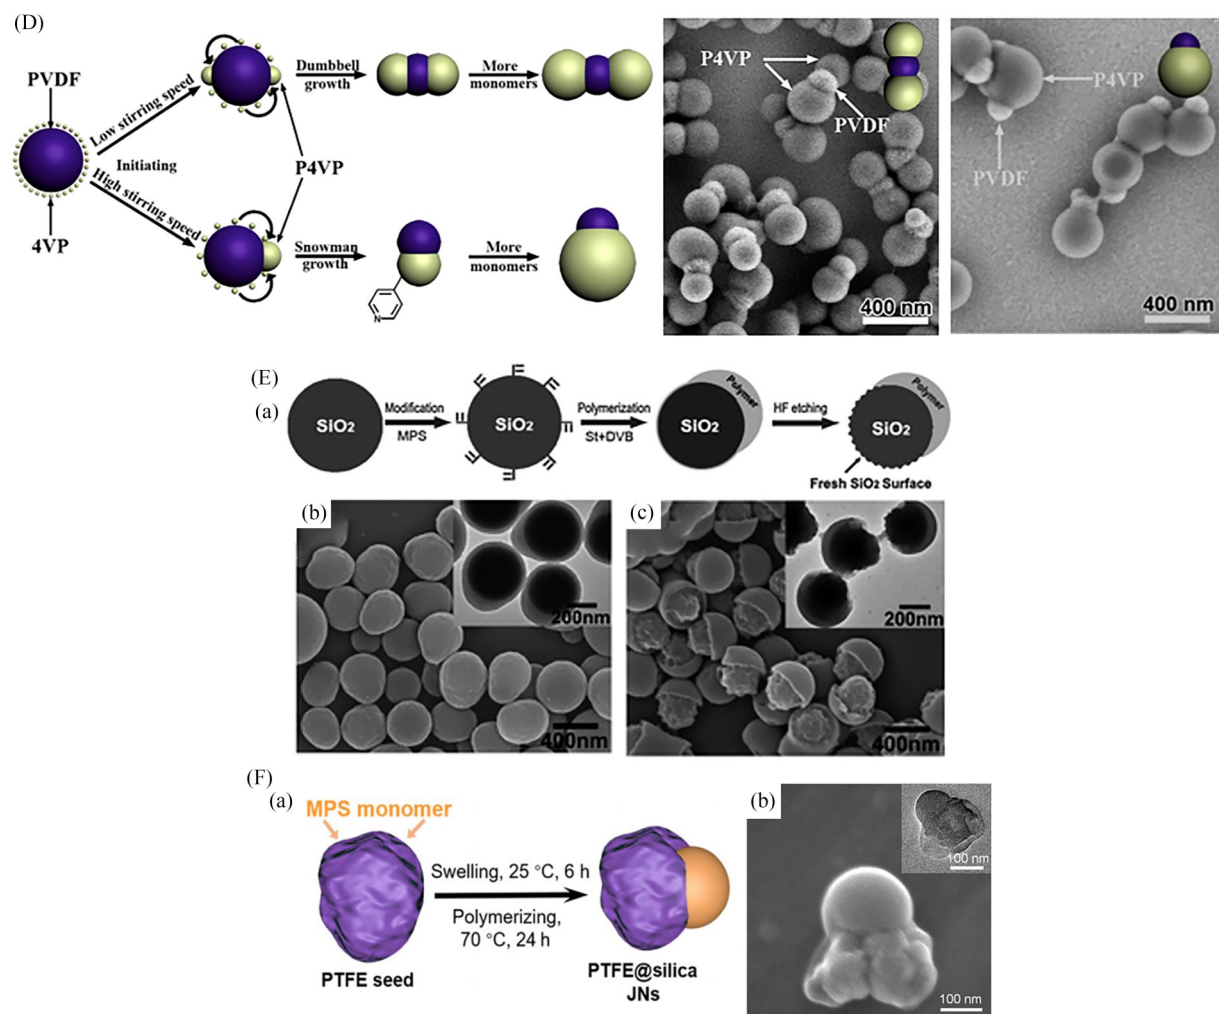 (D)
PVDF
4VP
Low stirring speed
Initiating
High stirring speed
P4VP
Dumbbell
growth
More
monomers
Snowman
growth
N
More
monomers
P4VP
PVDF
400 nm
P4VP
PVDF
400 nm
(E)
(a)
SiO2
Modification
MPS
SiO2
Polymerization
St+DVB
Polymer
SiO2
HF etching
Polymer
SiO2
Fresh SiO2 Surface
(b)
200nm
400nm
(c)
200nm
400nm
(F)
(a)
MPS monomer
Swelling, 25 °C, 6 h
Polymerizing,
70 °C, 24 h
PTFE seed
PTFE@silica
JNs
(b)
100 nm
100 nm